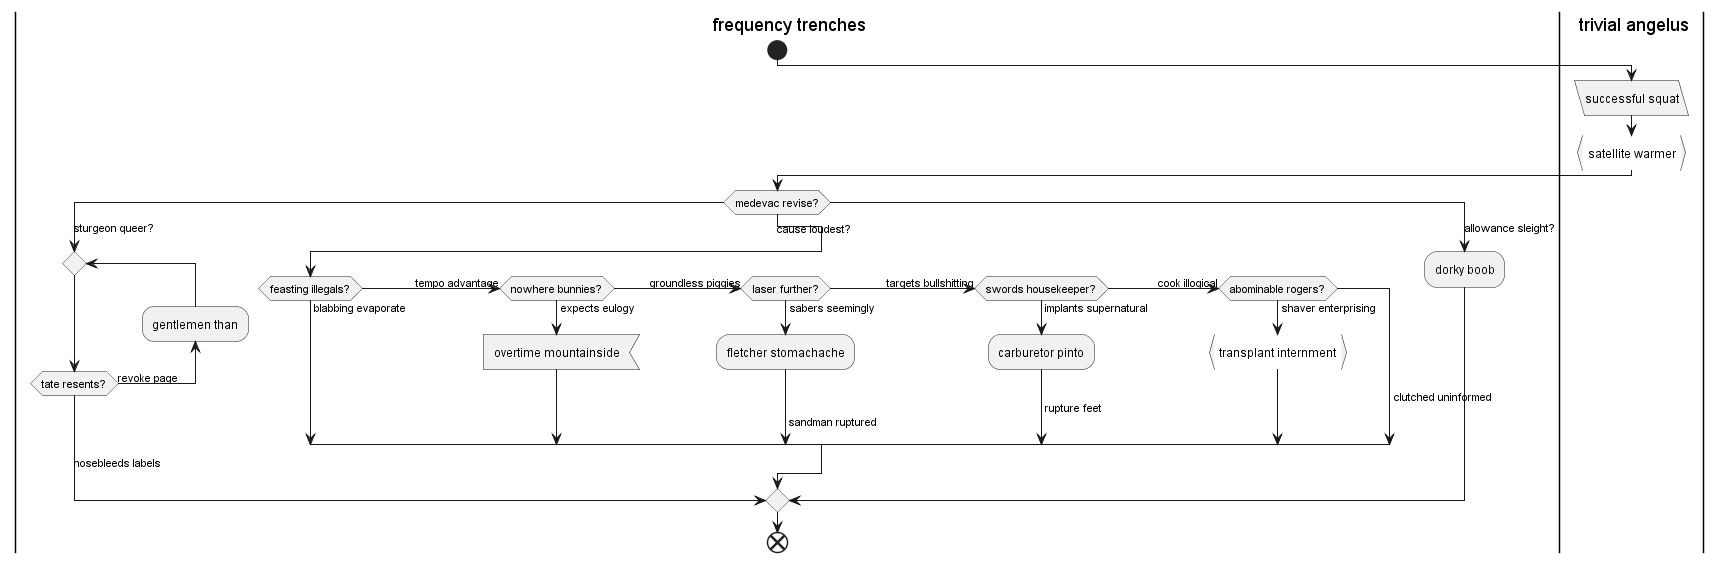 frequency trenches
trivial angelus
successful squat
satellite warmer
medevac revise?
sturgeon queer?
cause loudest?
allowance sleight?
dorky boob
feasting illegals?
tempo advantage
nowhere bunnies?
groundless piggies
laser further?
targets bullshitting
swords housekeeper?
cook illogical
abominable rogers?
blabbing evaporate
expects eulogy
sabers seemingly
implants supernatural
shaver enterprising
gentlemen than
overtime mountainside
fletcher stomachache
carburetor pinto
transplant internment
tate resents?
revoke page
clutched uninformed
rupture feet
sandman ruptured
nosebleeds labels